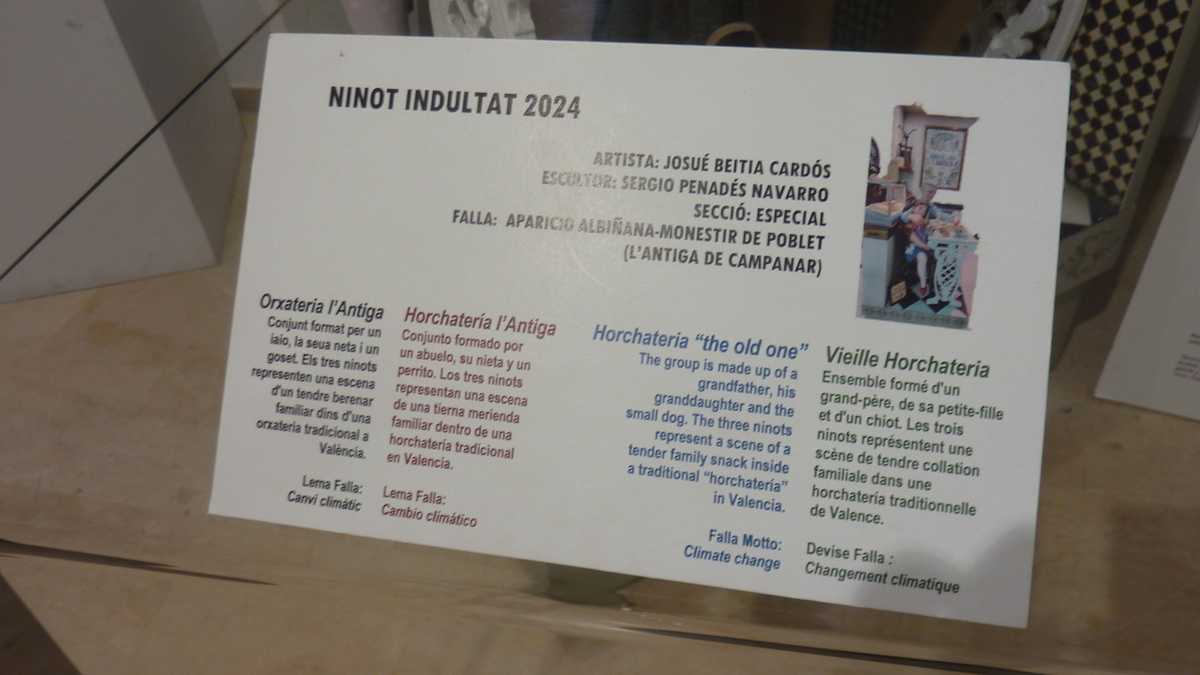 NINOT INDULTAT 2024
ARTISTA: JOSUÉ BEITIA CARDÓS
ESCULTOR: SERGIO PENADÉS NAVARRO
SECCIÓ: ESPECIAL
FALLA: APARICIO ALBIÑANA-MONESTIR DE POBLET
(L'ANTIGA DE CAMPANAR)
Orxateria l'Antiga
Conjunt format per un
iaio, la seua neta i un
goset. Els tres ninots
representen una escena
d'un tendre berenar
familiar dins d'una
orxateria tradicional a
València.
Lema Falla:
Canvi climátic
Horchatería l'Antiga
Conjunto formado por
un abuelo, su nieta y un
perrito. Los tres ninots
representan una escena
de una tierna merienda
familiar dentro de una
horchatería tradicional
en Valencia.
Lema Falla:
Cambio climático
Horchateria “the old one”
The group is made up of a
grandfather, his
granddaughter and the
small dog. The three ninots
represent a scene of a
tender family snack inside
a traditional “horchatería”
in Valencia.
Falla Motto:
Climate change
Vieille Horchateria
Ensemble formé d'un
grand-père, de sa petite-fille
et d'un chiot. Les trois
ninots représentent une
scène de tendre collation
familiale dans une
horchatería traditionnelle
de Valence.
Devise Falla :
Changement climatique